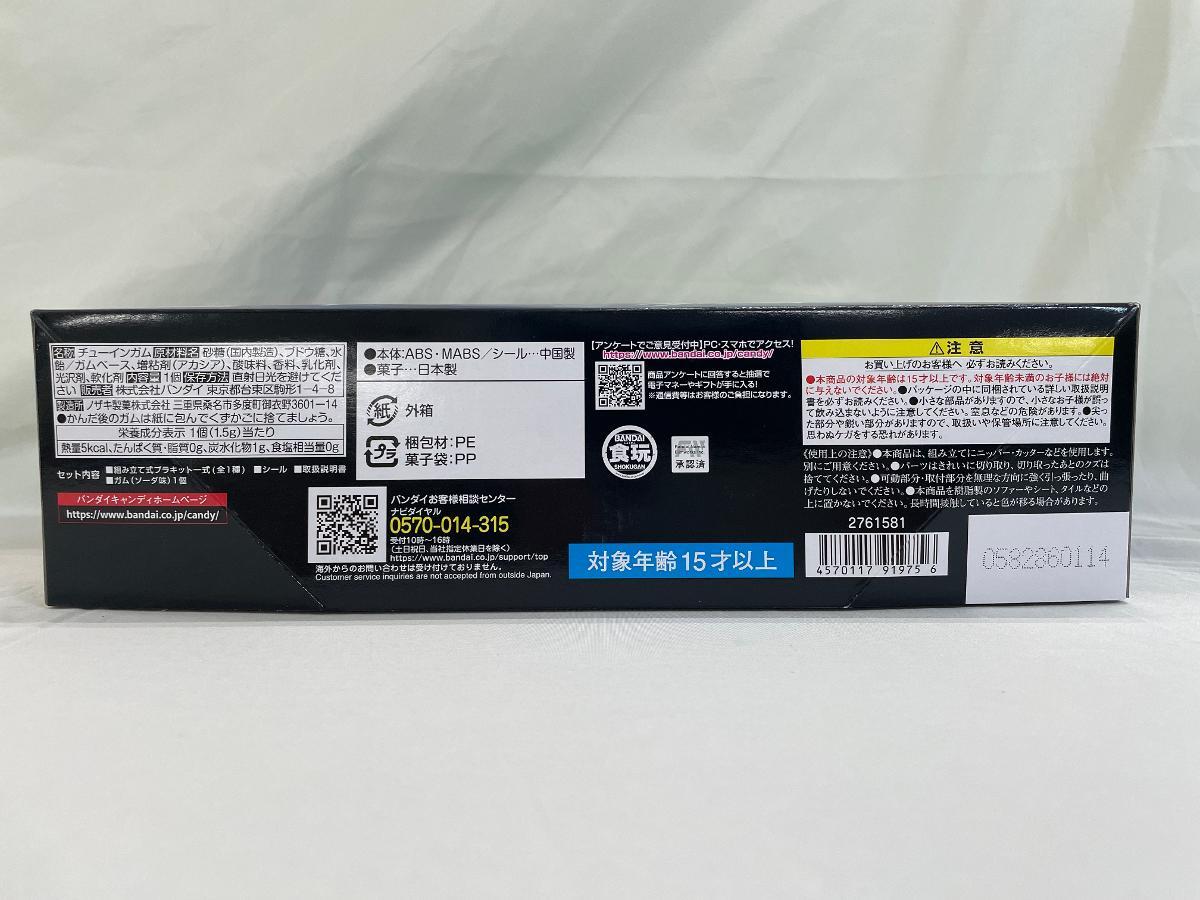 名称 チューインガム 原材料名 砂糖(国内製造)、ブドウ糖、水
飴/ガムベース、増粘剤(アカシア)、酸味料、香料、乳化剤、
光沢剤、軟化剤 内容量 1個 保存方法 直射日光を避けてくだ
さい 販売者 株式会社バンダイ 東京都台東区駒形1-4-8
製造所 ノザキ製菓株式会社 三重県桑名市多度町御衣野3601-14
●かんだ後のガムは紙に包んでくずかごに捨てましょう。
栄養成分表示 1個(1.5g)当たり
熱量5kcal、たんぱく質・脂質0g、炭水化物1g、食塩相当量0g
セット内容 ■組み立て式プラキット一式(全1種) ■シール ■取扱説明書
■ガム(ソーダ味)1個
バンダイキャンディホームページ
https://www.bandai.co.jp/candy/
●本体:ABS・MABS/シール…中国製
●菓子…日本製
紙 外箱
プラ 梱包材:PE
菓子袋:PP
バンダイお客様相談センター
ナビダイヤル
0570-014-315
受付10時~16時
(土日祝日、当社指定休業日を除く)
https://www.bandai.co.jp/support/top
海外からのお問い合わせは受け付けておりません。
Customer service inquiries are not accepted from outside Japan.
【アンケートでご意見受付中】PC・スマホでアクセス!
https://www.bandai.co.jp/candy/
商品アンケートに回答すると抽選で
電子マネーやギフトが手に入る!
※通信費等はお客様のご負担になります。
BANDAI
食玩
SHOKUGAN
承認済
対象年齢15才以上
⚠注意
お買い上げのお客様へ 必ずお読みください。
●本商品の対象年齢は15才以上です。対象年齢未満のお子様には絶対
に与えないでください。●パッケージの中に同梱されている詳しい取扱説明
書を必ずお読みください。●小さな部品がありますので、小さなお子様が誤っ
て飲み込まないように注意してください。窒息などの危険があります。●尖っ
た部分や鋭い部分がありますので、取扱いや保管場所に注意してください。
思わぬケガをする恐れがあります。
《使用上の注意》●本商品は、組み立てにニッパー・カッターなどを使用します。
別にご用意ください。●パーツはきれいに切り取り、切り取ったあとのクズは
捨ててください。●可動部分・取付部分を無理な方向に強く引っ張ったり、曲
げたりしないでください。●本商品を樹脂製のソファーやシート、タイルなどの
上に置かないでください。長時間接触していると色が移る場合があります。
2761581
4570117 919756
0582860114